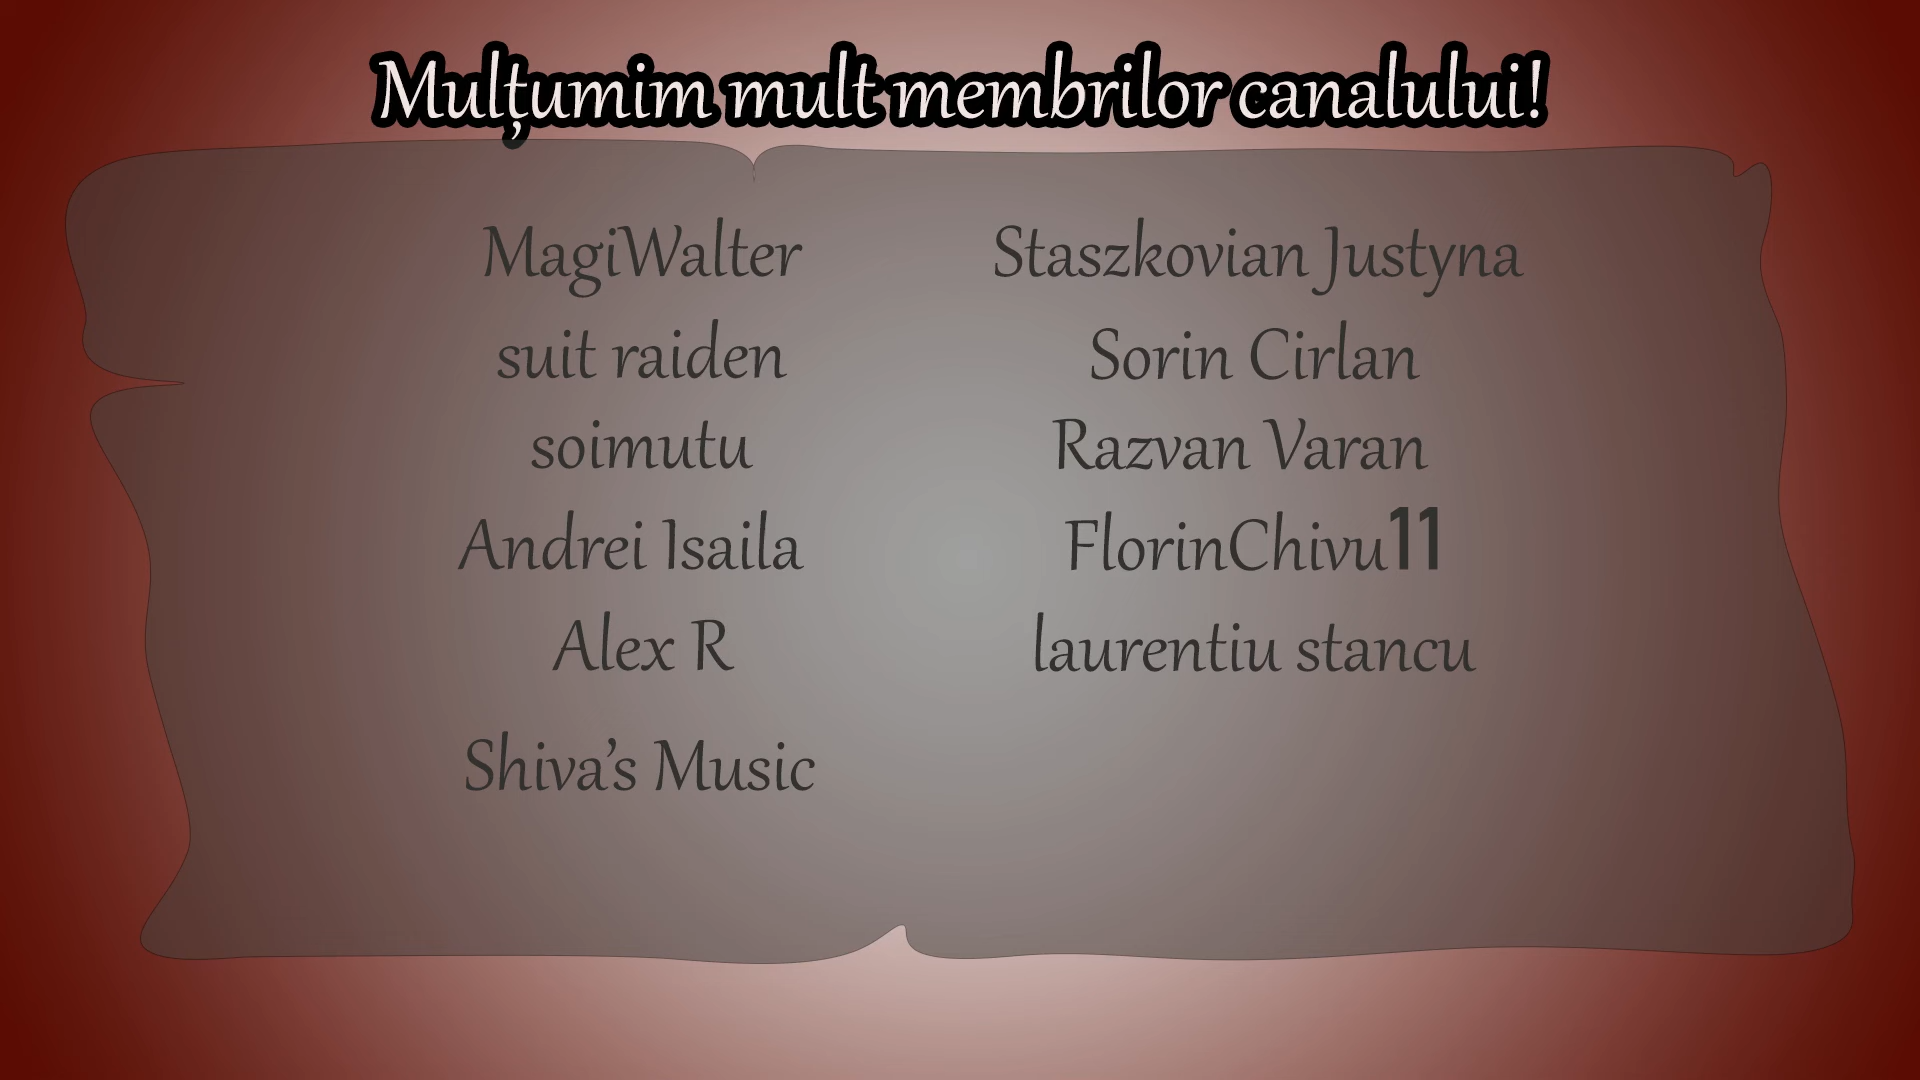 Mulțumim mult membrilor canalului!
MagiWalter
suit raiden
soimutu
Andrei Isaila
Alex R
Shiva’s Music
Staszkovian Justyna
Sorin Cirlan
Razvan Varan
FlorinChivu11
laurentiu stancu